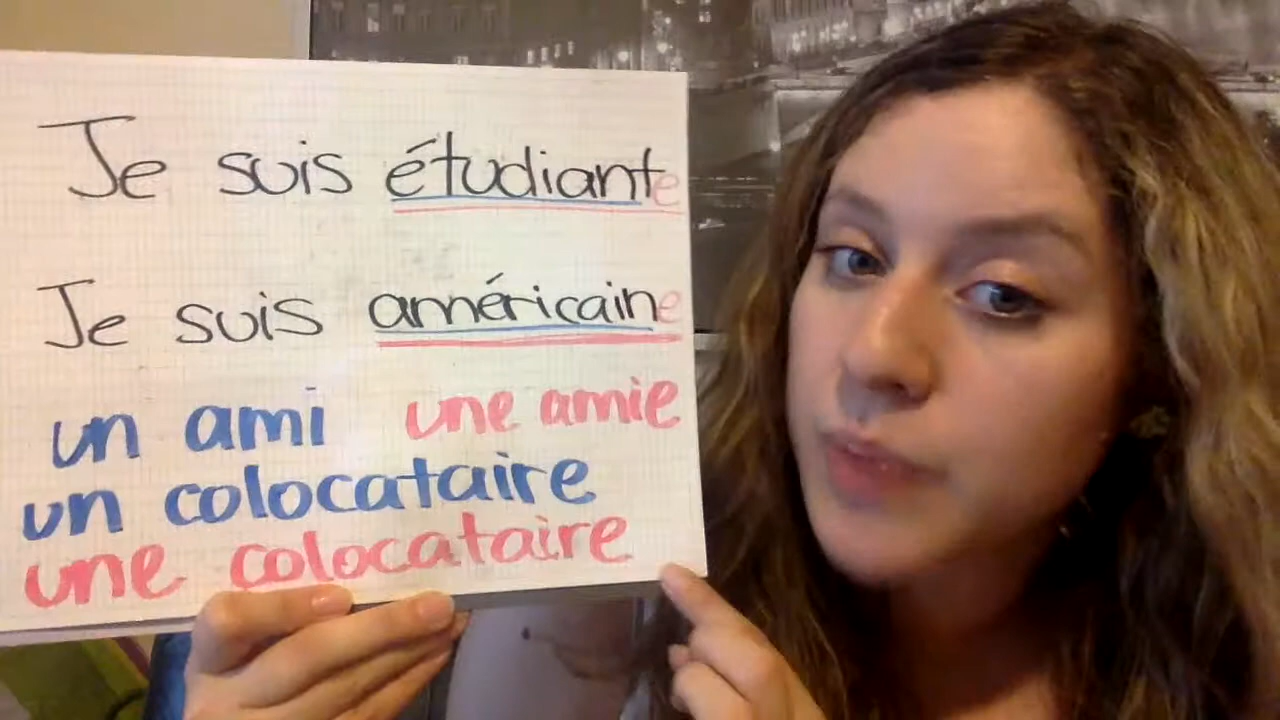 Je suis étudiante
Je suis américaine
un ami une amie
un colocataire
une colocataire